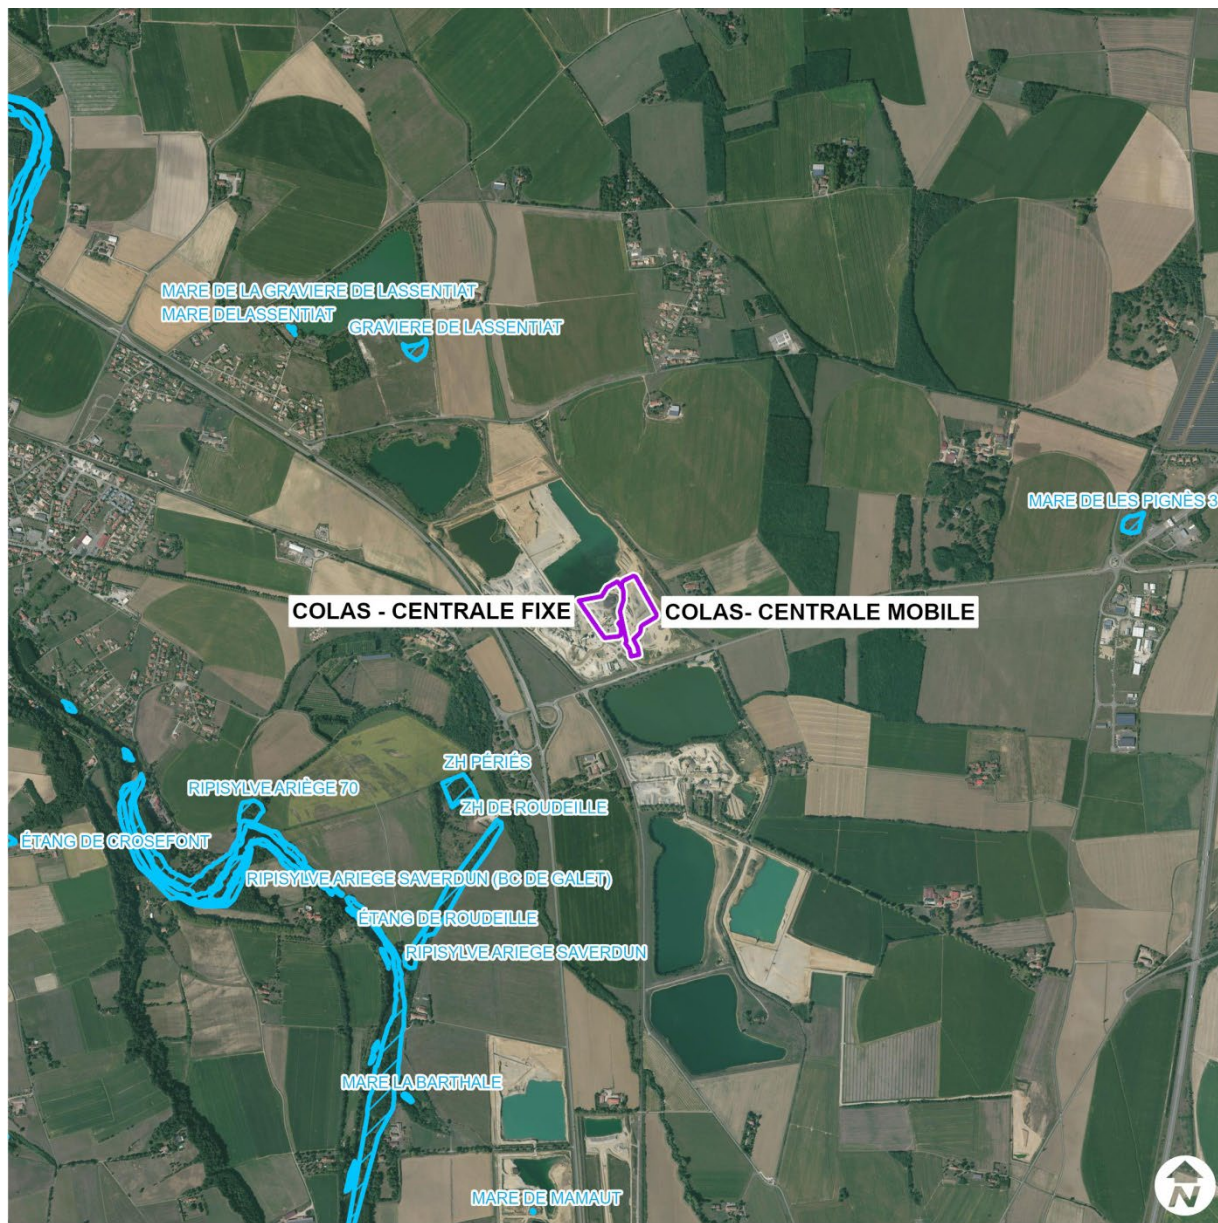 MARE DE LA GRAVIERE DE LASSENTIAT
MARE DELASSENTIAT
GRAVIERE DE LASSENTIAT
MARE DE LES PIGNÈS 3
COLAS - CENTRALE FIXE
COLAS- CENTRALE MOBILE
ZH PÉRIÉS
RIPISYLVE ARIÈGE 70
ZH DE ROUDEILLE
ÉTANG DE CROSEFONT
RIPISYLVE ARIEGE SAVERDUN (BC DE GALET)
ÉTANG DE ROUDEILLE
RIPISYLVE ARIEGE SAVERDUN
MARE LA BARTHALE
MARE DE MAMAUT
N